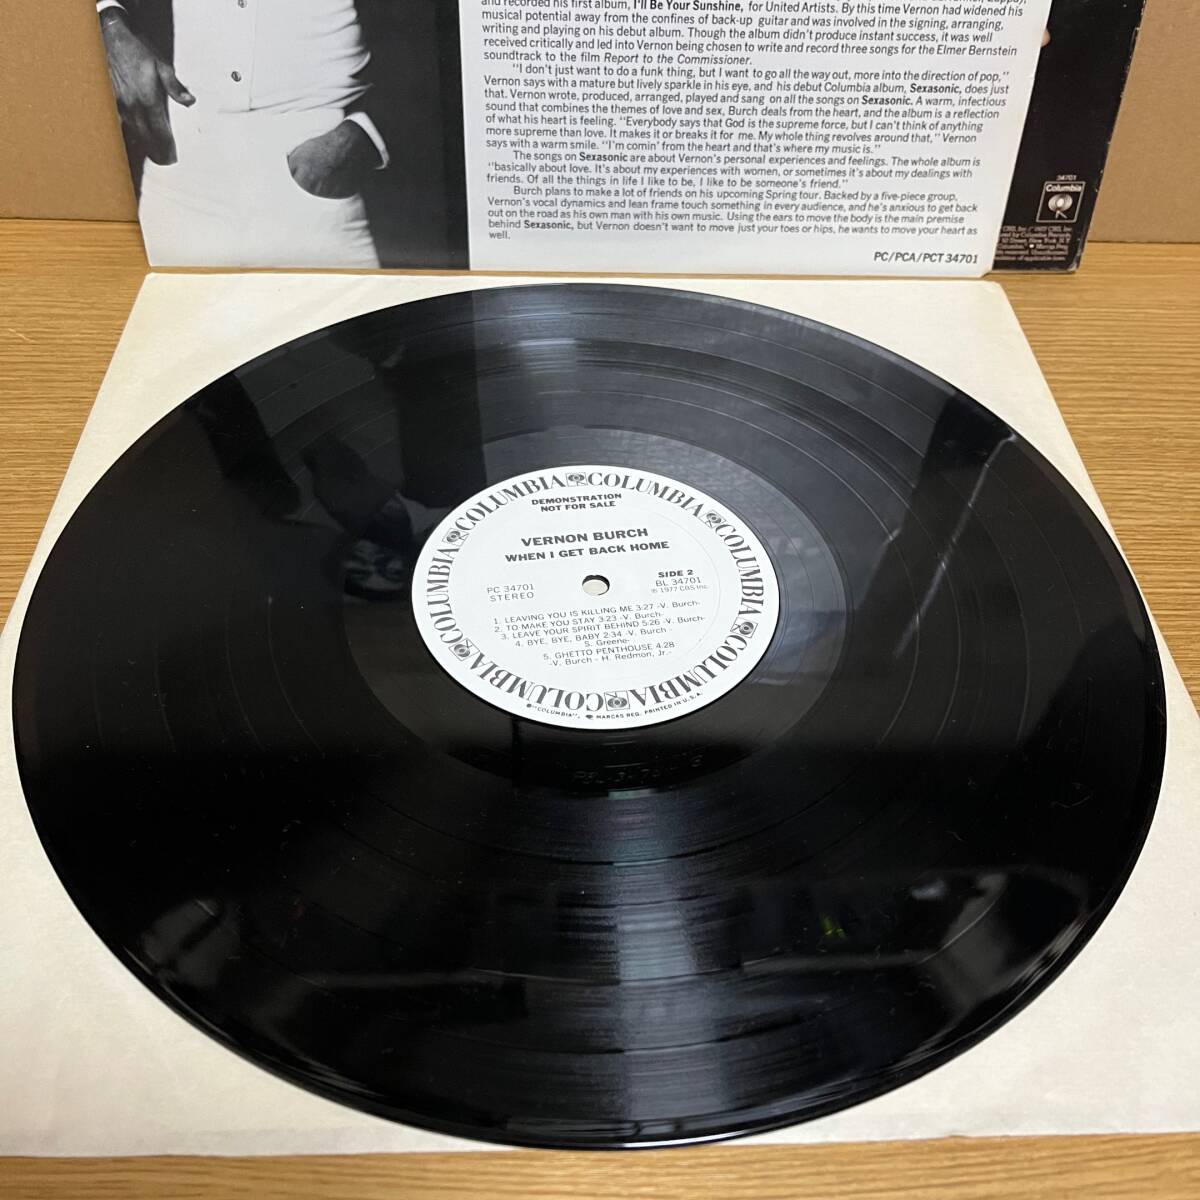 and recorded his first album, I'll Be Your Sunshine, for United Artists. By this time Vernon had widened his
musical potential away from the confines of back-up guitar and was involved in the signing, arranging,
writing and playing on his debut album. Though the album didn't produce instant success, it was well
received critically and led into Vernon being chosen to write and record three songs for the Elmer Bernstein
soundtrack to the film Report to the Commissioner.
"I don't just want to do a funk thing, but I want to go all the way out, more into the direction of pop,"
Vernon says with a mature but lively sparkle in his eye, and his debut Columbia album, Sexasonic, does just
that. Vernon wrote, produced, arranged, played and sang on all the songs on Sexasonic. A warm, infectious
sound that combines the themes of love and sex, Burch deals from the heart, and the album is a reflection
of what his heart is feeling. "Everybody says that God is the supreme force, but I can't think of anything
more supreme than love. It makes it or breaks it for me. My whole thing revolves around that," Vernon
says with a warm smile. "I'm comin' from the heart and that's where my music is."
The songs on Sexasonic are about Vernon's personal experiences and feelings. The whole album is
"basically about love. It's about my experiences with women, or sometimes it's about my dealings with
friends. Of all the things in life I like to be, I like to be someone's friend."
Burch plans to make a lot of friends on his upcoming Spring tour. Backed by a five-piece group,
Vernon's vocal dynamics and lean frame touch something in every audience, and he's anxious to get back
out on the road as his own man with his own music. Using the ears to move the body is the main premise
behind Sexasonic, but Vernon doesn't want to move just your toes or hips, he wants to move your heart as
well.
PC/PCA/PCT 34701
34701
Columbia
COLUMBIA COLUMBIA COLUMBIA COLUMBIA COLUMBIA COLUMBIA
DEMONSTRATION
NOT FOR SALE
VERNON BURCH
WHEN I GET BACK HOME
PC 34701
STEREO
SIDE 2
BL 34701
℗ 1977 CBS Inc.
1. LEAVING YOU IS KILLING ME 3:27 -V. Burch-
2. TO MAKE YOU STAY 3:23 -V. Burch-
3. LEAVE YOUR SPIRIT BEHIND 5:26 -V. Burch-
4. BYE, BYE, BABY 2:34 -V. Burch -
S. Greene-
5. GHETTO PENTHOUSE 4:28
-V. Burch - H. Redmon, Jr.-
"COLUMBIA", MARCAS REG. PRINTED IN U.S.A.